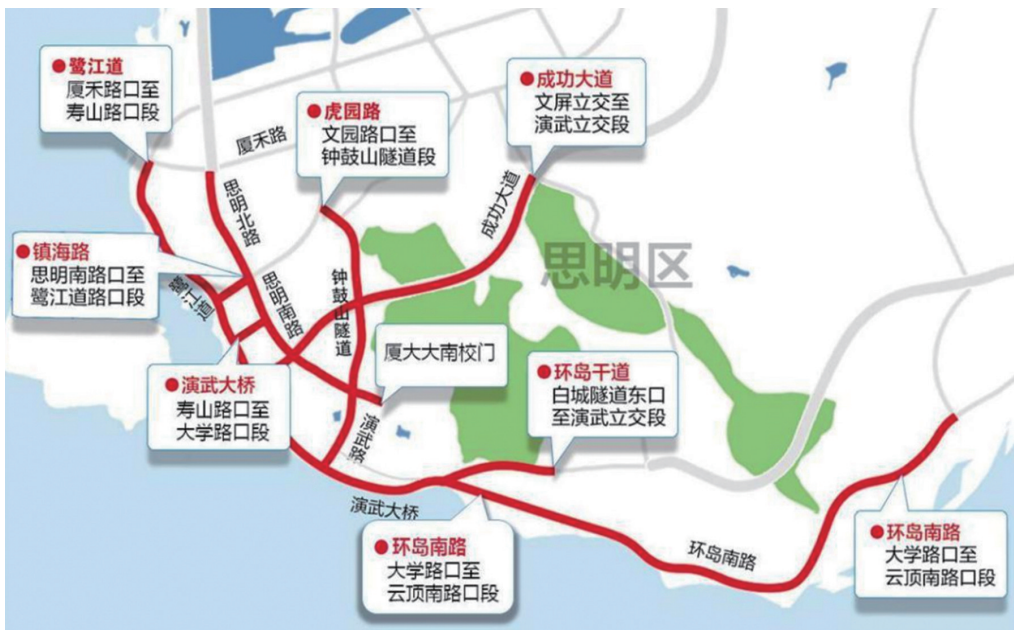 鹭江道
厦禾路口至
寿山路口段
虎园路
文园路口至
钟鼓山隧道段
成功大道
文屏立交至
演武立交段
厦禾路
思明北路
成功大道
思明区
镇海路
思明南路口至
鹭江道路口段
鹭江道
思明南路
钟鼓山隧道
厦大大南校门
演武大桥
寿山路口至
大学路口段
环岛干道
白城隧道东口
至演武立交段
演武路
演武大桥
环岛南路
大学路口至
云顶南路口段
环岛南路
环岛南路
大学路口至
云顶南路口段